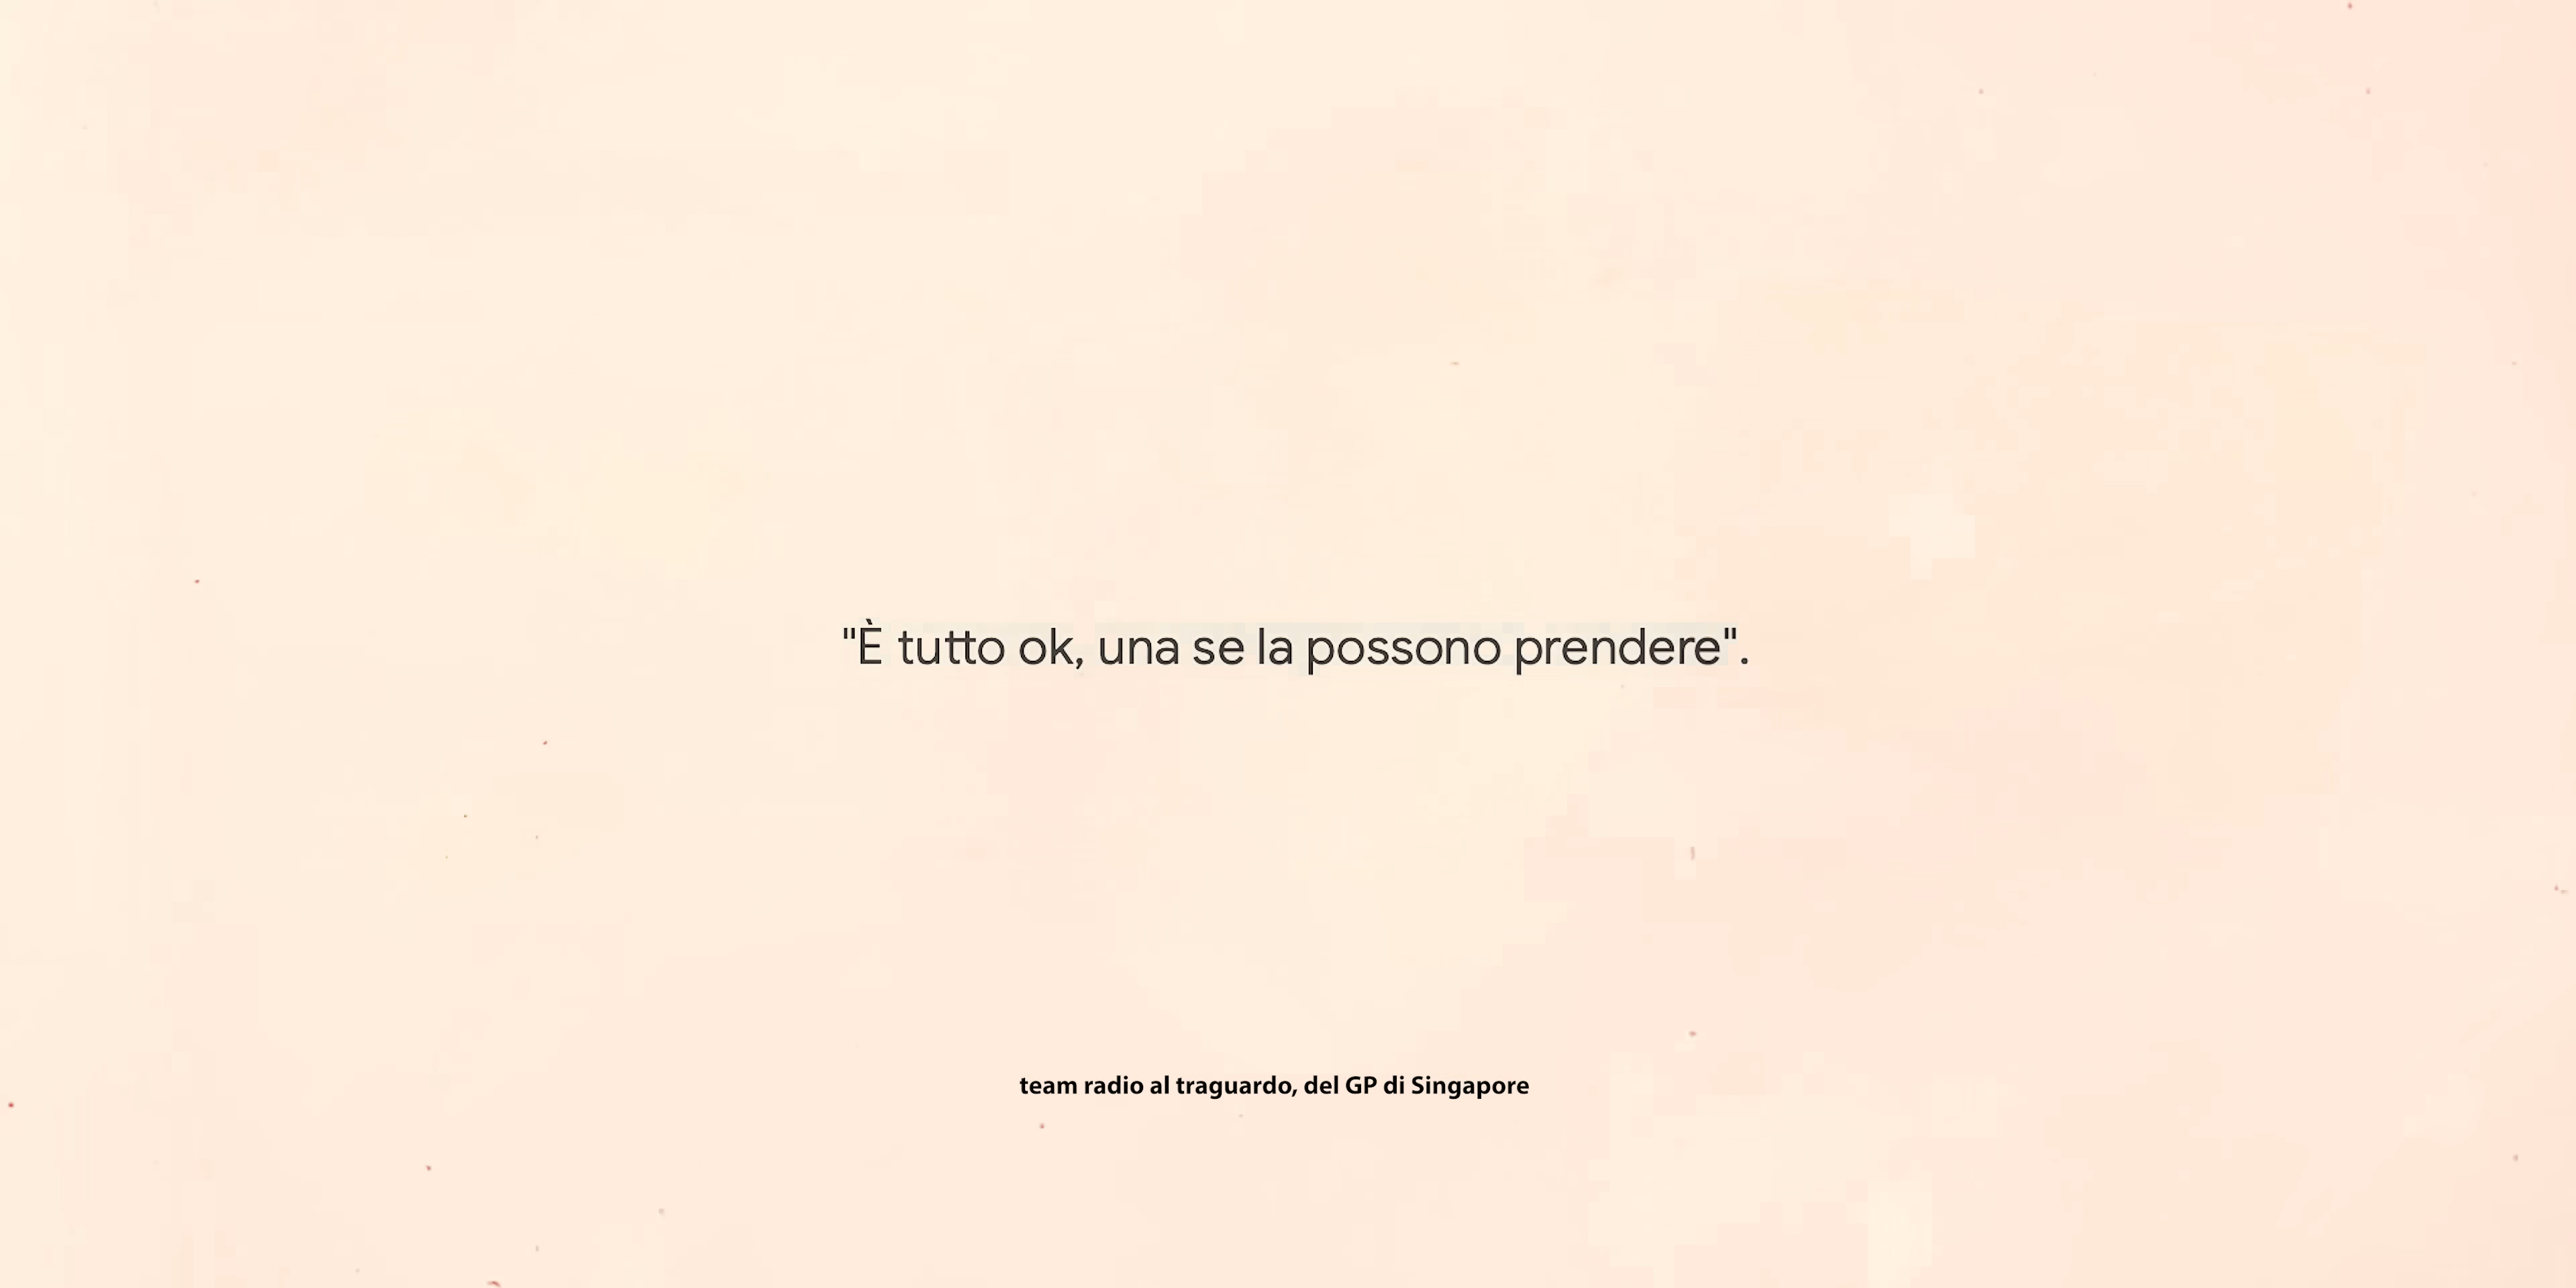 "È tutto ok, una se la possono prendere".
team radio al traguardo, del GP di Singapore